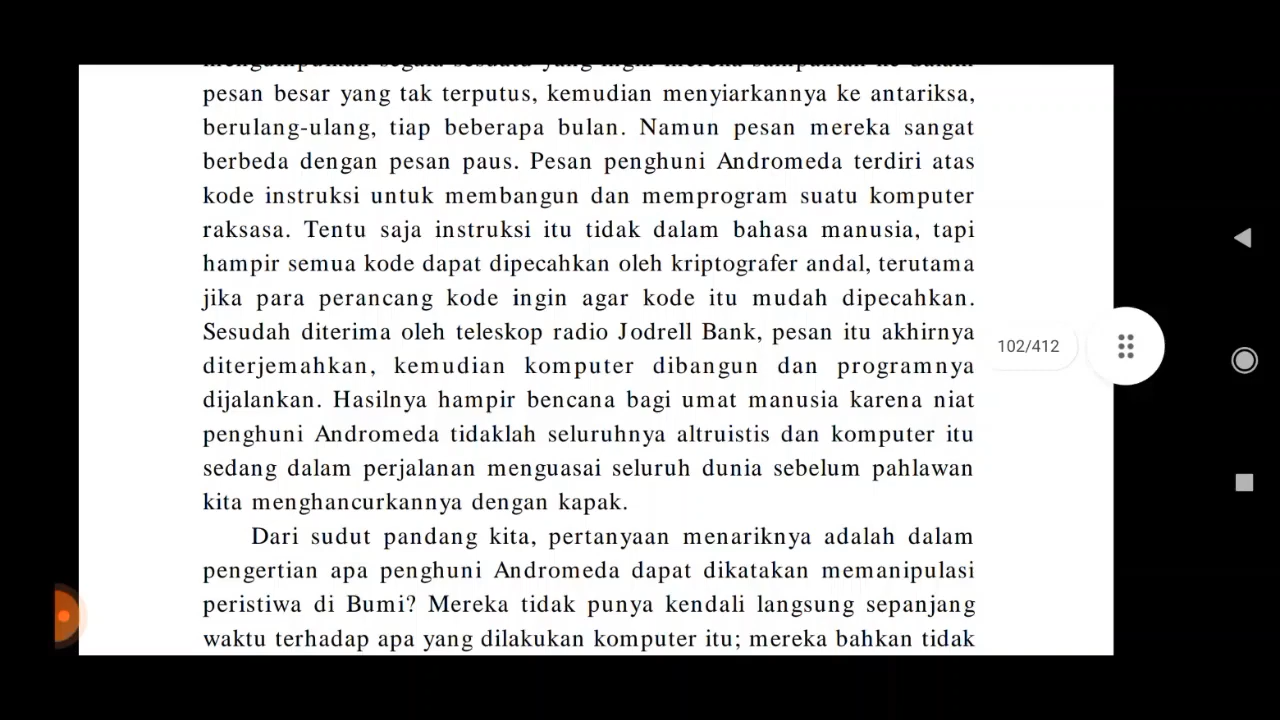 pesan besar yang tak terputus, kemudian menyiarkannya ke antariksa,
berulang-ulang, tiap beberapa bulan. Namun pesan mereka sangat
berbeda dengan pesan paus. Pesan penghuni Andromeda terdiri atas
kode instruksi untuk membangun dan memprogram suatu komputer
raksasa. Tentu saja instruksi itu tidak dalam bahasa manusia, tapi
hampir semua kode dapat dipecahkan oleh kriptografer andal, terutama
jika para perancang kode ingin agar kode itu mudah dipecahkan.
Sesudah diterima oleh teleskop radio Jodrell Bank, pesan itu akhirnya
102/412
diterjemahkan, kemudian komputer dibangun dan programnya
dijalankan. Hasilnya hampir bencana bagi umat manusia karena niat
penghuni Andromeda tidaklah seluruhnya altruistis dan komputer itu
sedang dalam perjalanan menguasai seluruh dunia sebelum pahlawan
kita menghancurkannya dengan kapak.
Dari sudut pandang kita, pertanyaan menariknya adalah dalam
pengertian apa penghuni Andromeda dapat dikatakan memanipulasi
peristiwa di Bumi? Mereka tidak punya kendali langsung sepanjang
waktu terhadap apa yang dilakukan komputer itu; mereka bahkan tidak